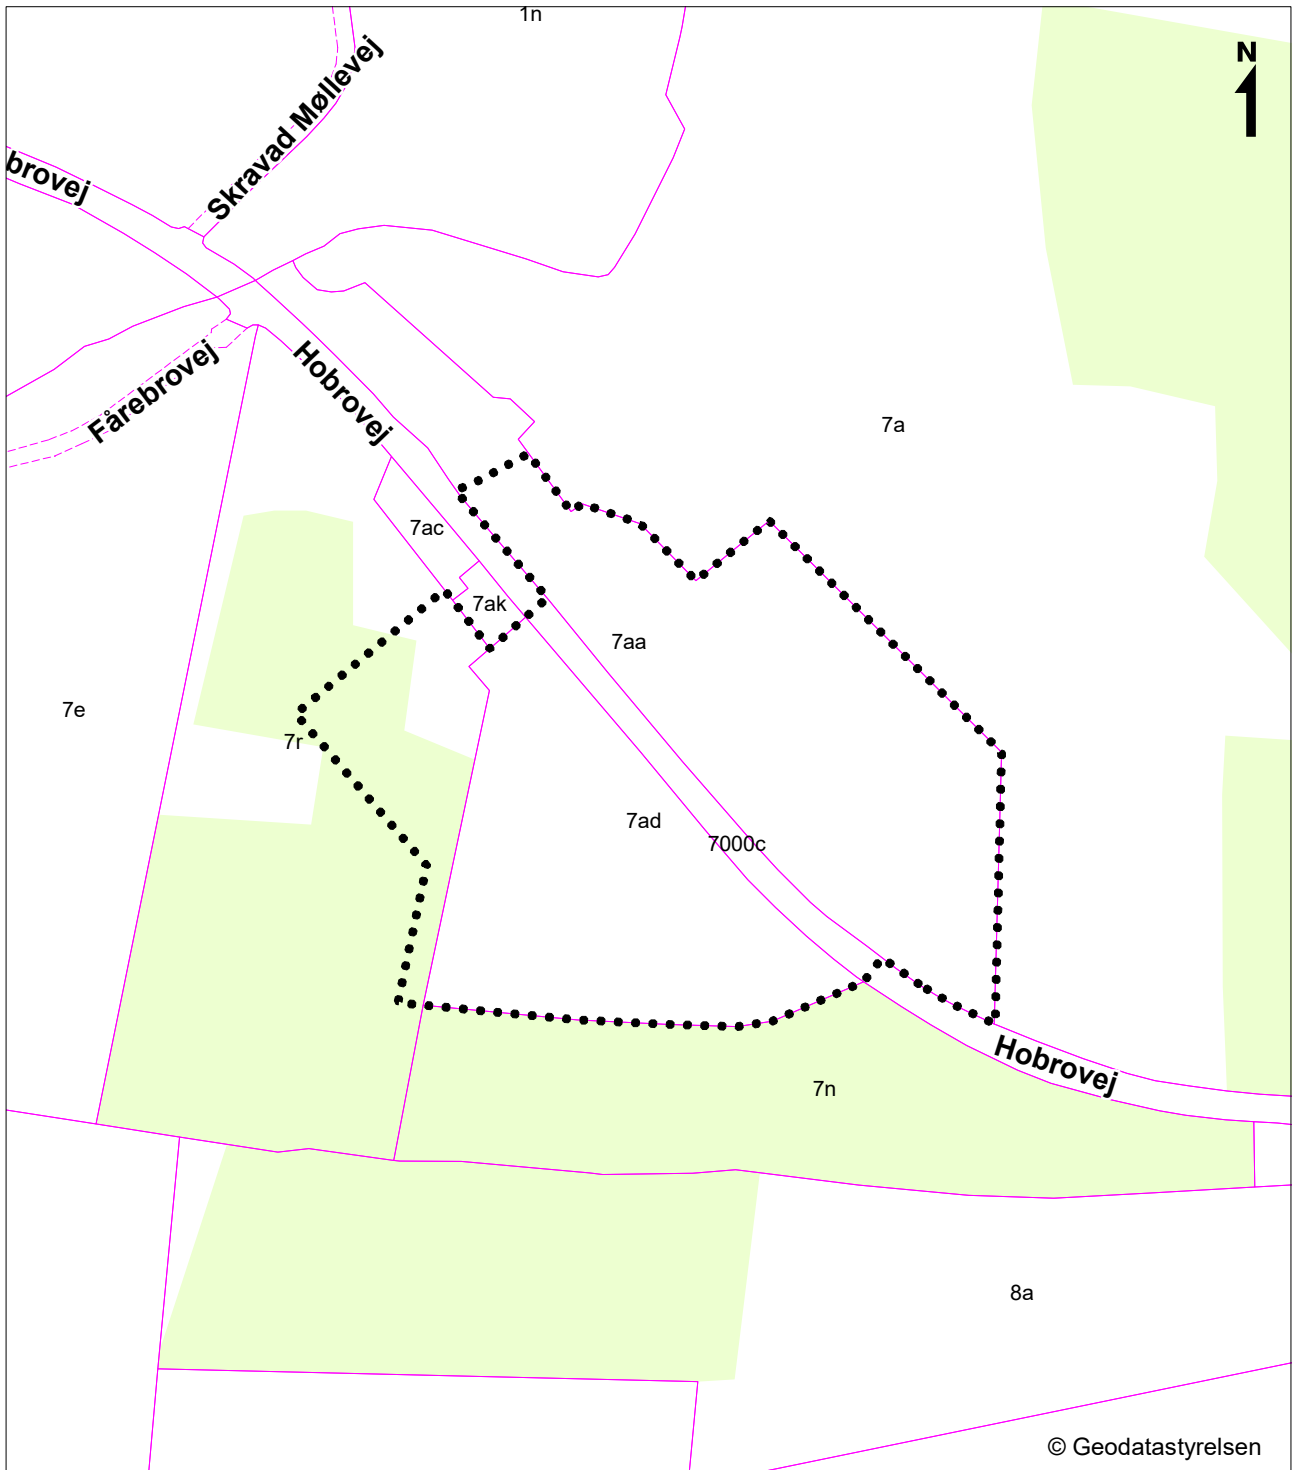 1n
N
Skravad Møllevej
brovej
Hobrovej
Fårebrovej
7a
7ac
7ak
7aa
7e
7r
7ad
7000c
Hobrovej
7n
8a
© Geodatastyrelsen